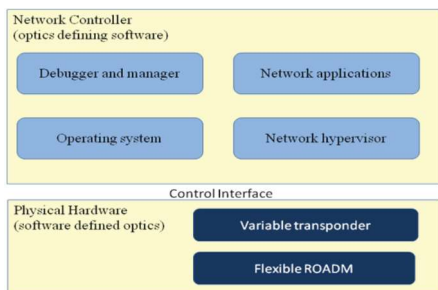 Network Controller
(optics defining software)
Debugger and manager
Network applications
Operating system
Network hypervisor
Control Interface
Physical Hardware
(software defined optics)
Variable transponder
Flexible ROADM